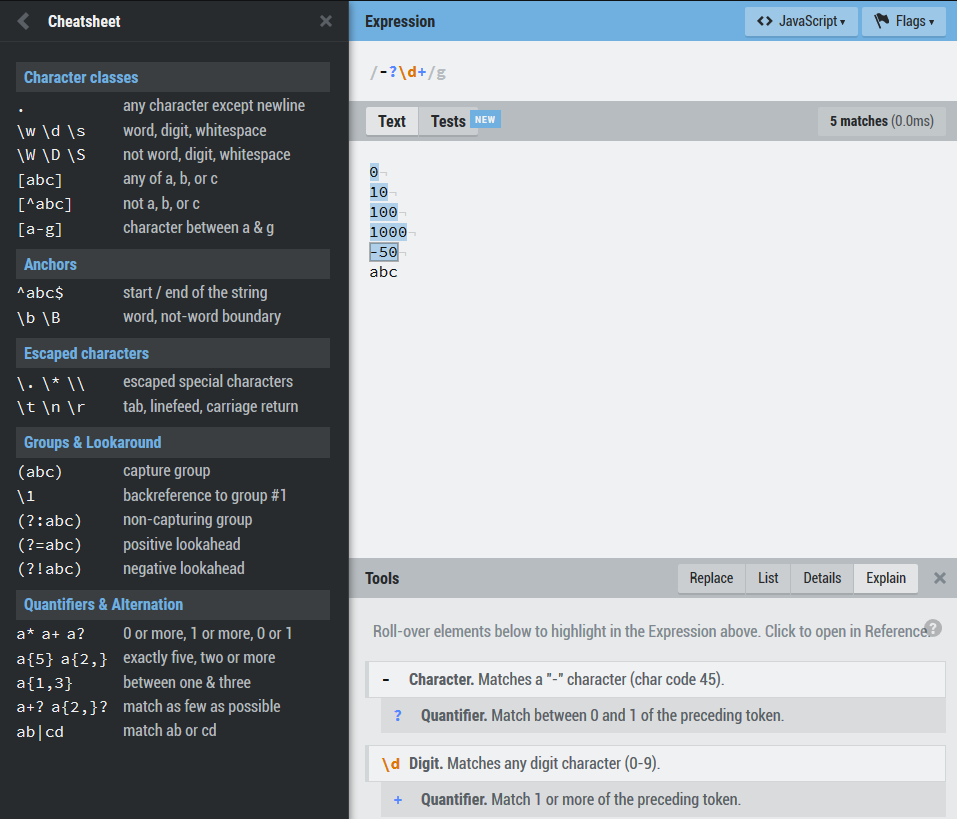 Cheatsheet
Character classes
. any character except newline
\w \d \s word, digit, whitespace
\W \D \S not word, digit, whitespace
[abc] any of a, b, or c
[^abc] not a, b, or c
[a-g] character between a & g
Anchors
^abc$ start / end of the string
\b \B word, not-word boundary
Escaped characters
\. \* \\ escaped special characters
\t \n \r tab, linefeed, carriage return
Groups & Lookaround
(abc) capture group
\1 backreference to group #1
(?:abc) non-capturing group
(?=abc) positive lookahead
(?!abc) negative lookahead
Quantifiers & Alternation
a* a+ a? 0 or more, 1 or more, 0 or 1
a{5} a{2,} exactly five, two or more
a{1,3} between one & three
a+? a{2,}? match as few as possible
ab|cd match ab or cd
Expression <> JavaScript Flags
/-?\d+/g
Text Tests NEW 5 matches (0.0ms)
0
10
100
1000
-50
abc
Tools Replace List Details Explain
Roll-over elements below to highlight in the Expression above. Click to open in Reference. ?
- Character. Matches a "-" character (char code 45).
? Quantifier. Match between 0 and 1 of the preceding token.
\d Digit. Matches any digit character (0-9).
+ Quantifier. Match 1 or more of the preceding token.